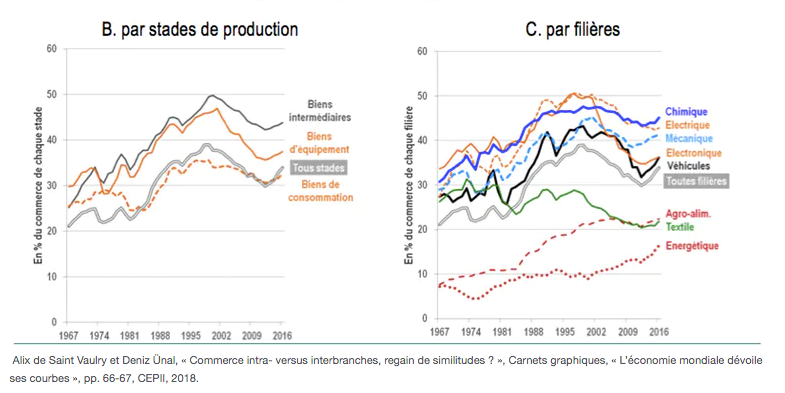 B. par stades de production
En % du commerce de chaque stade
60
50
40
30
20
10
0
1967 1974 1981 1988 1995 2002 2009 2016
Biens
intermédiaires
Biens
d'équipement
Tous stades
Biens de
consommation
C. par filières
En % du commerce de chaque filière
60
50
40
30
20
10
0
1967 1974 1981 1988 1995 2002 2009 2016
Chimique
Electrique
Mécanique
Electronique
Véhicules
Toutes filières
Agro-alim.
Textile
Energétique
Alix de Saint Vaulry et Deniz Ünal, « Commerce intra- versus interbranches, regain de similitudes ? », Carnets graphiques, « L'économie mondiale dévoile
ses courbes », pp. 66-67, CEPII, 2018.